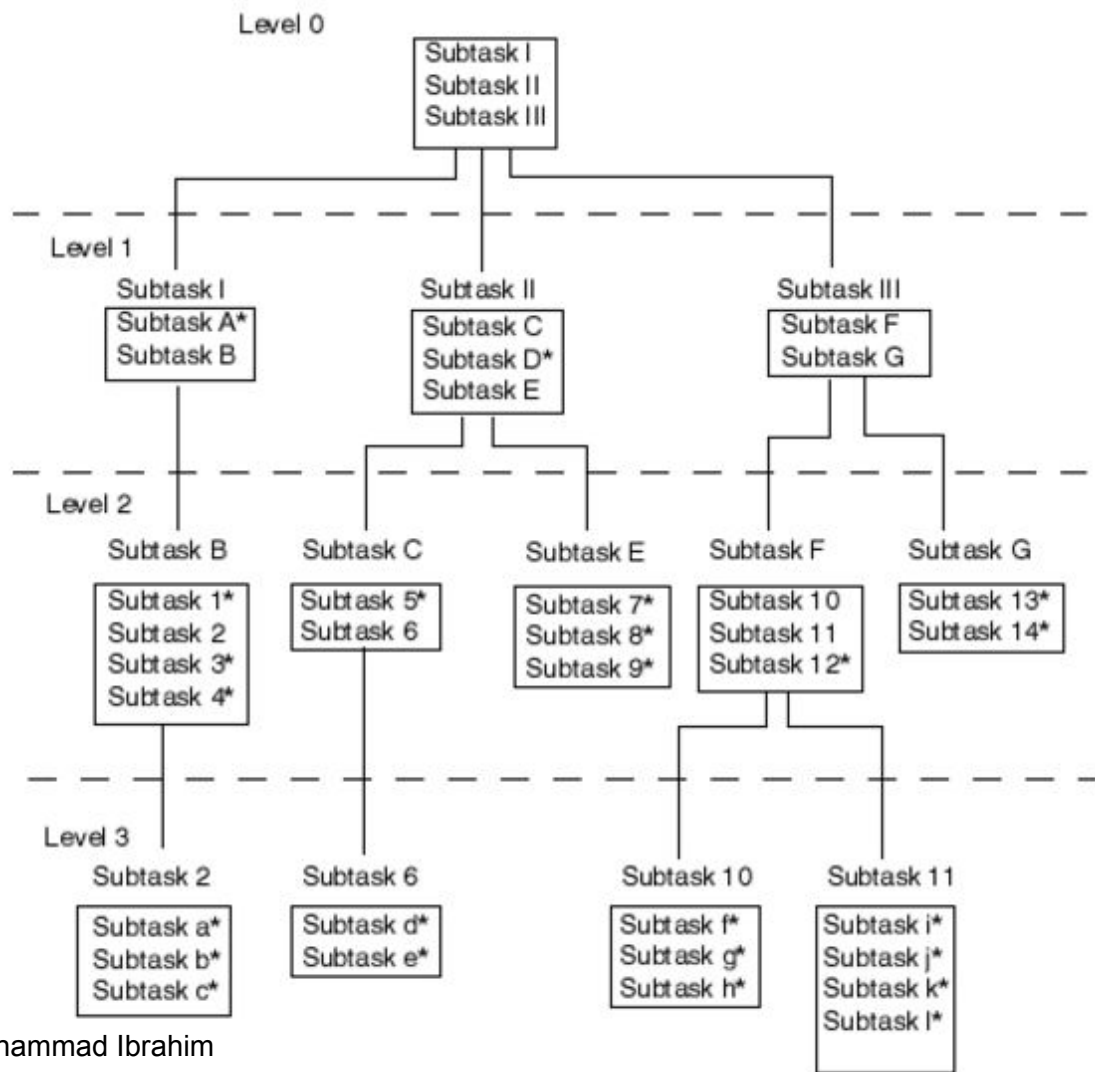 Level 0
Subtask I
Subtask II
Subtask III
Level 1
Subtask I
Subtask A*
Subtask B
Subtask II
Subtask C
Subtask D*
Subtask E
Subtask III
Subtask F
Subtask G
Level 2
Subtask B
Subtask 1*
Subtask 2
Subtask 3*
Subtask 4*
Subtask C
Subtask 5*
Subtask 6
Subtask E
Subtask 7*
Subtask 8*
Subtask 9*
Subtask F
Subtask 10
Subtask 11
Subtask 12*
Subtask G
Subtask 13*
Subtask 14*
Level 3
Subtask 2
Subtask a*
Subtask b*
Subtask c*
Subtask 6
Subtask d*
Subtask e*
Subtask 10
Subtask f*
Subtask g*
Subtask h*
Subtask 11
Subtask i*
Subtask j*
Subtask k*
Subtask l*
hammad Ibrahim